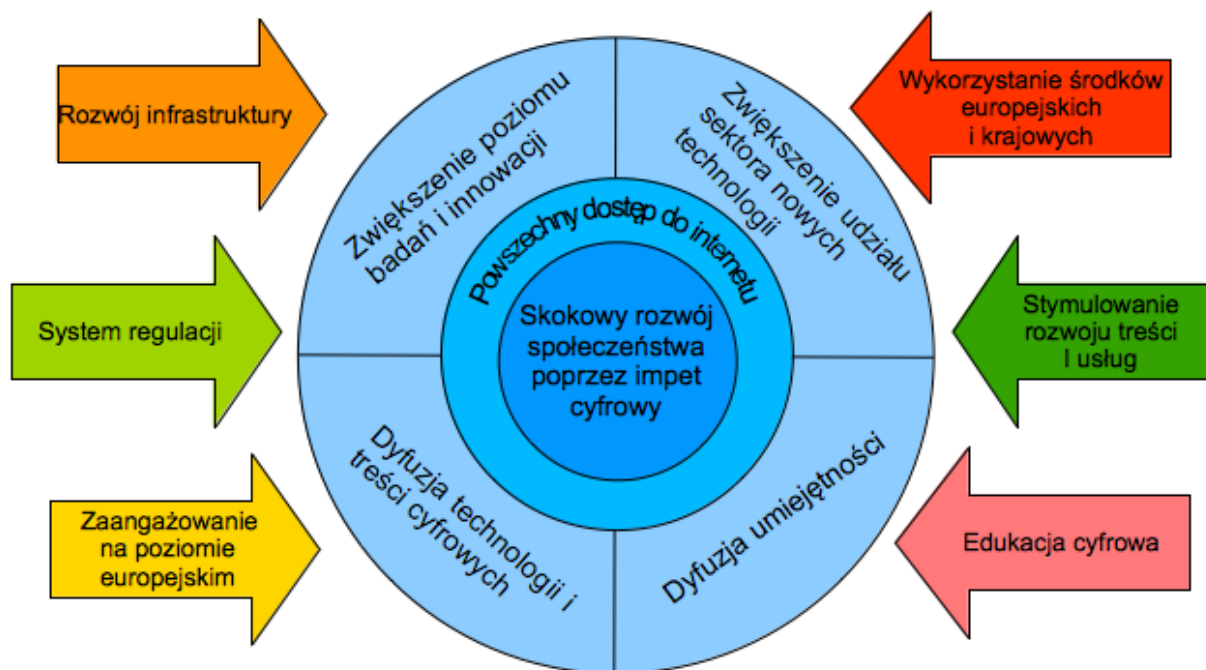 Rozwój infrastruktury
System regulacji
Zaangażowanie
na poziomie
europejskim
Zwiększenie poziomu
badań i innowacji
Zwiększenie udziału
sektora nowych
technologii
Powszechny dostęp do internetu
Skokowy rozwój
społeczeństwa
poprzez impet
cyfrowy
Dyfuzja technologii i
treści cyfrowych
Dyfuzja umiejętności
Wykorzystanie środków
europejskich
i krajowych
Stymulowanie
rozwoju treści
I usług
Edukacja cyfrowa